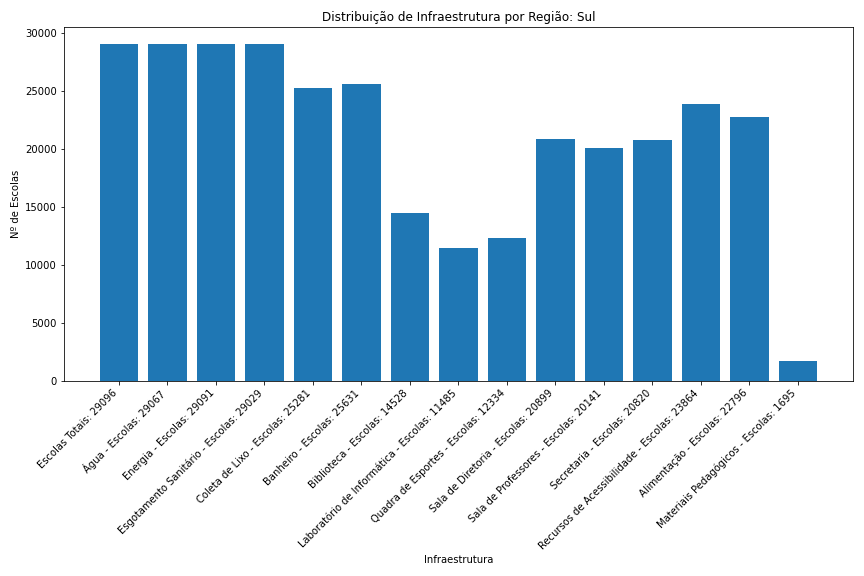 Distribuição de Infraestrutura por Região: Sul
Nº de Escolas
30000
25000
20000
15000
10000
5000
0
Escolas Totais: 29096
Água - Escolas: 29067
Energia - Escolas: 29091
Esgotamento Sanitário - Escolas: 29029
Coleta de Lixo - Escolas: 25281
Banheiro - Escolas: 25631
Biblioteca - Escolas: 14528
Laboratório de Informática - Escolas: 11485
Quadra de Esportes - Escolas: 12334
Sala de Diretoria - Escolas: 20899
Sala de Professores - Escolas: 20141
Secretaria - Escolas: 20820
Recursos de Acessibilidade - Escolas: 23864
Alimentação - Escolas: 22796
Materiais Pedagógicos - Escolas: 1695
Infraestrutura